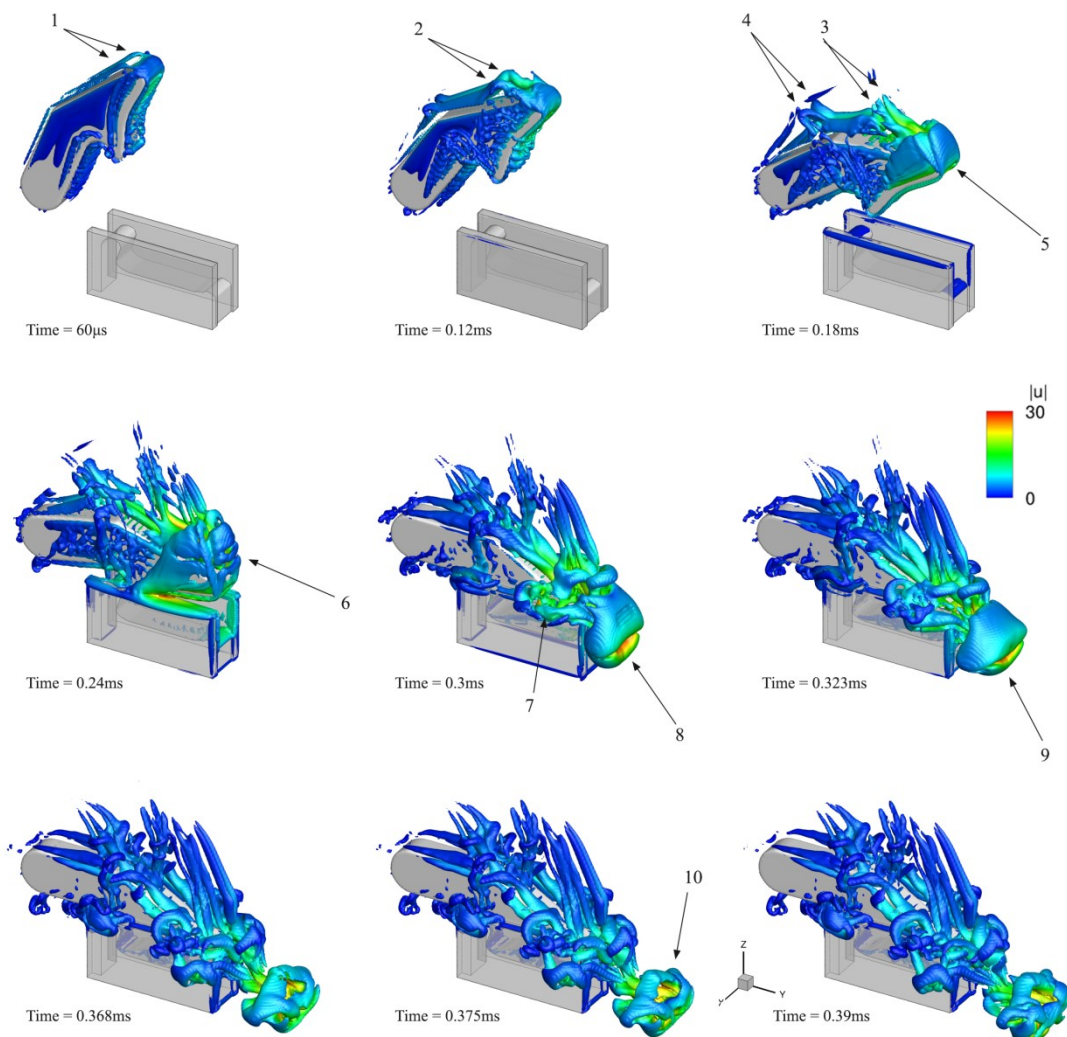 1
2
4 3
5
Time = 60μs
Time = 0.12ms
Time = 0.18ms
|u|
30
0
6
7
8
9
Time = 0.24ms
Time = 0.3ms
Time = 0.323ms
10
Z
Y
Time = 0.368ms
Time = 0.375ms
Time = 0.39ms